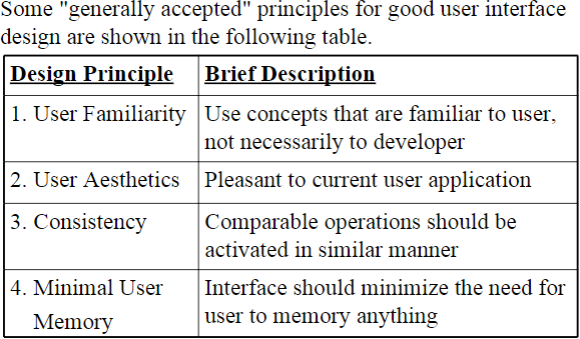 Some "generally accepted" principles for good user interface
design are shown in the following table.
Design Principle Brief Description
1. User Familiarity Use concepts that are familiar to user,
not necessarily to developer
2. User Aesthetics Pleasant to current user application
3. Consistency Comparable operations should be
activated in similar manner
4. Minimal User Interface should minimize the need for
Memory user to memory anything